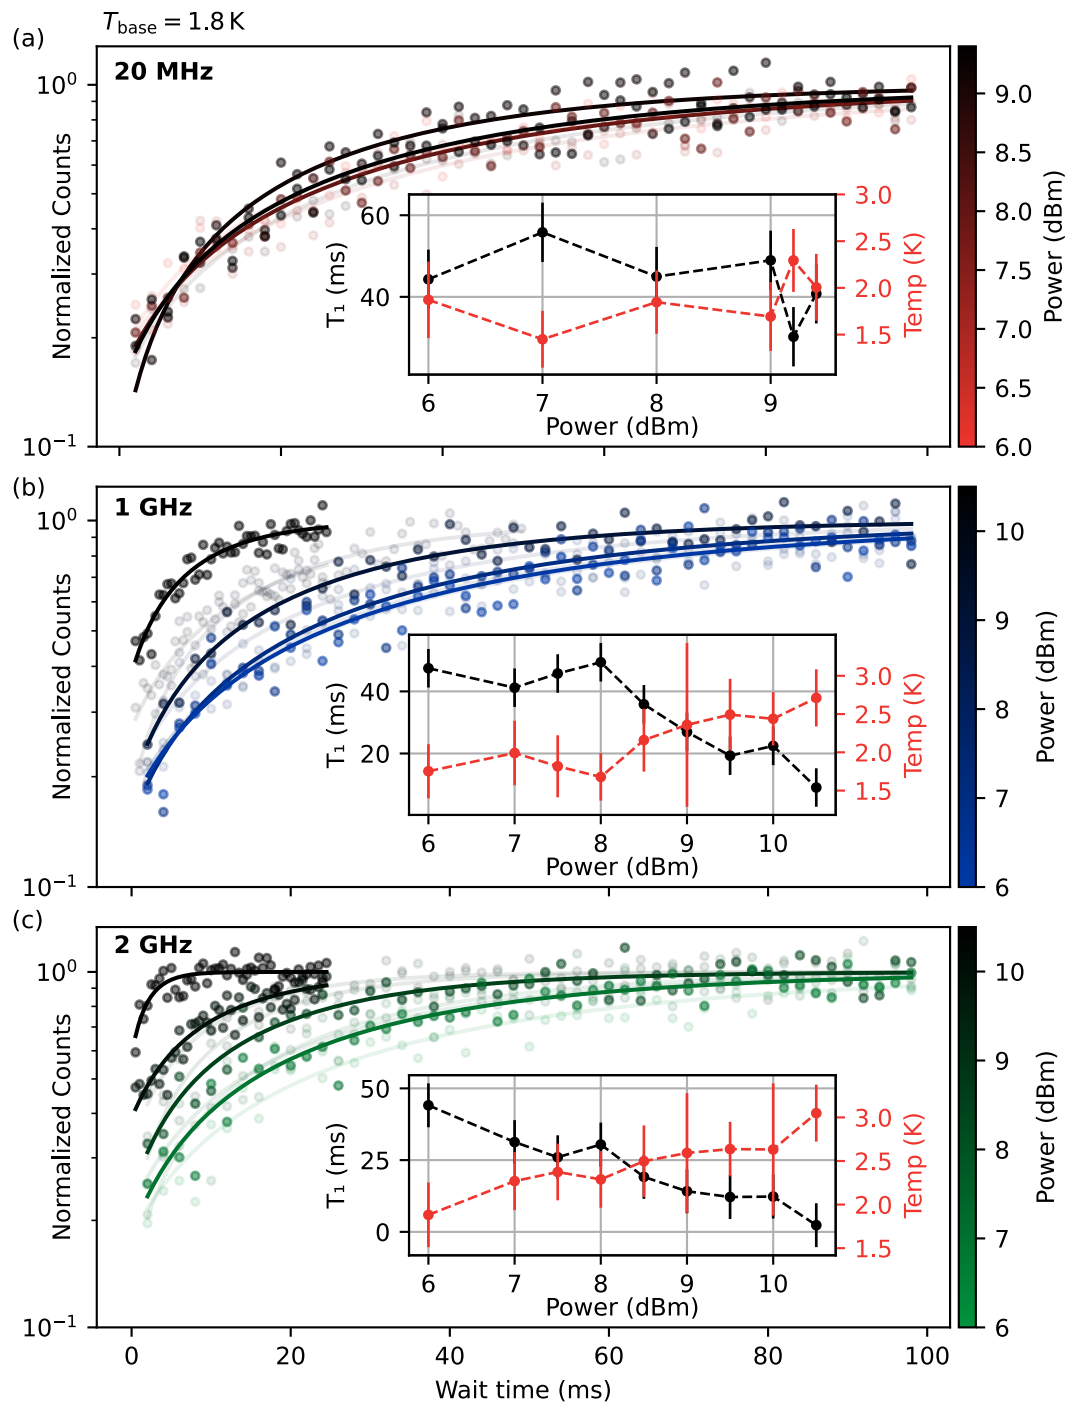 T_base = 1.8 K
(a)
20 MHz
10⁰
10⁻¹
Normalized Counts
60
40
T₁ (ms)
3.0
2.5
2.0
1.5
Temp (K)
6 7 8 9
Power (dBm)
9.0
8.5
8.0
7.5
7.0
6.5
6.0
Power (dBm)
(b)
1 GHz
10⁰
10⁻¹
Normalized Counts
40
20
T₁ (ms)
3.0
2.5
2.0
1.5
Temp (K)
6 7 8 9 10
Power (dBm)
10
9
8
7
6
Power (dBm)
(c)
2 GHz
10⁰
10⁻¹
Normalized Counts
50
25
0
T₁ (ms)
3.0
2.5
2.0
1.5
Temp (K)
6 7 8 9 10
Power (dBm)
10
9
8
7
6
Power (dBm)
0 20 40 60 80 100
Wait time (ms)